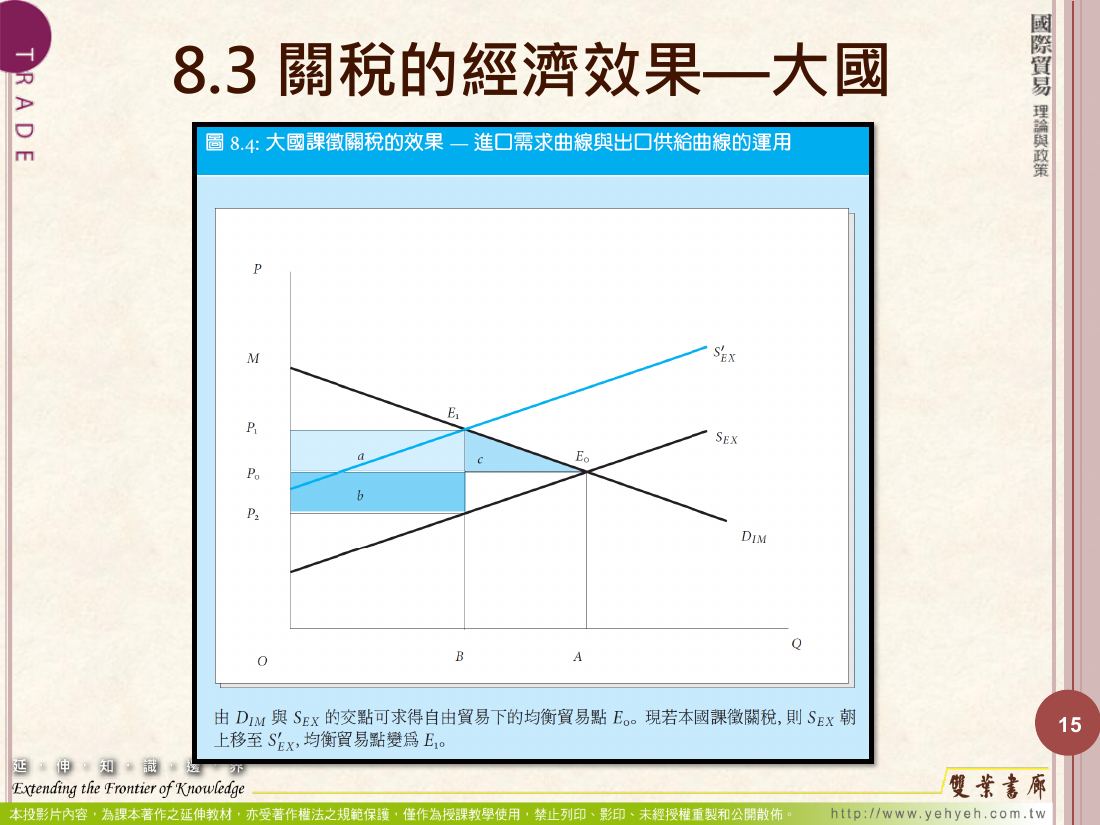 TRADE
國際貿易 理論與政策
8.3 關稅的經濟效果—大國
圖 8.4: 大國課徵關稅的效果 — 進口需求曲線與出口供給曲線的運用
P
M
S′EX
E₁
P₁
SEX
a
c
E₀
P₀
b
P₂
DIM
Q
O
B
A
由 DIM 與 SEX 的交點可求得自由貿易下的均衡貿易點 E₀。現若本國課徵關稅, 則 SEX 朝
上移至 S′EX, 均衡貿易點變爲 E₁。
15
延・伸・知・識・邊・界
Extending the Frontier of Knowledge
雙葉書廊
本投影片內容，為課本著作之延伸教材，亦受著作權法之規範保護，僅作為授課教學使用，禁止列印、影印、未經授權重製和公開散佈。
http://www.yehyeh.com.tw